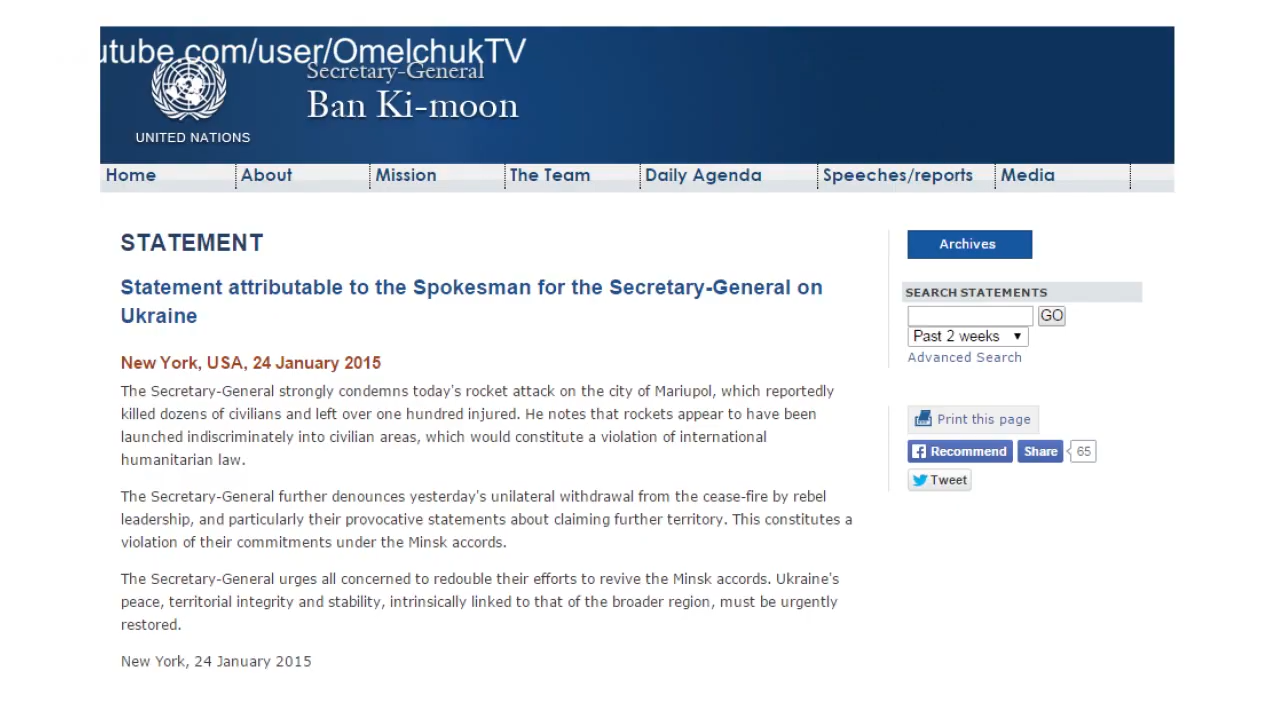 utube.com/user/OmelchukTV
Secretary-General
Ban Ki-moon
UNITED NATIONS
Home About Mission The Team Daily Agenda Speeches/reports Media
STATEMENT
Statement attributable to the Spokesman for the Secretary-General on
Ukraine
New York, USA, 24 January 2015
The Secretary-General strongly condemns today's rocket attack on the city of Mariupol, which reportedly
killed dozens of civilians and left over one hundred injured. He notes that rockets appear to have been
launched indiscriminately into civilian areas, which would constitute a violation of international
humanitarian law.
The Secretary-General further denounces yesterday's unilateral withdrawal from the cease-fire by rebel
leadership, and particularly their provocative statements about claiming further territory. This constitutes a
violation of their commitments under the Minsk accords.
The Secretary-General urges all concerned to redouble their efforts to revive the Minsk accords. Ukraine's
peace, territorial integrity and stability, intrinsically linked to that of the broader region, must be urgently
restored.
New York, 24 January 2015
Archives
SEARCH STATEMENTS
GO
Past 2 weeks
Advanced Search
Print this page
Recommend Share 65
Tweet